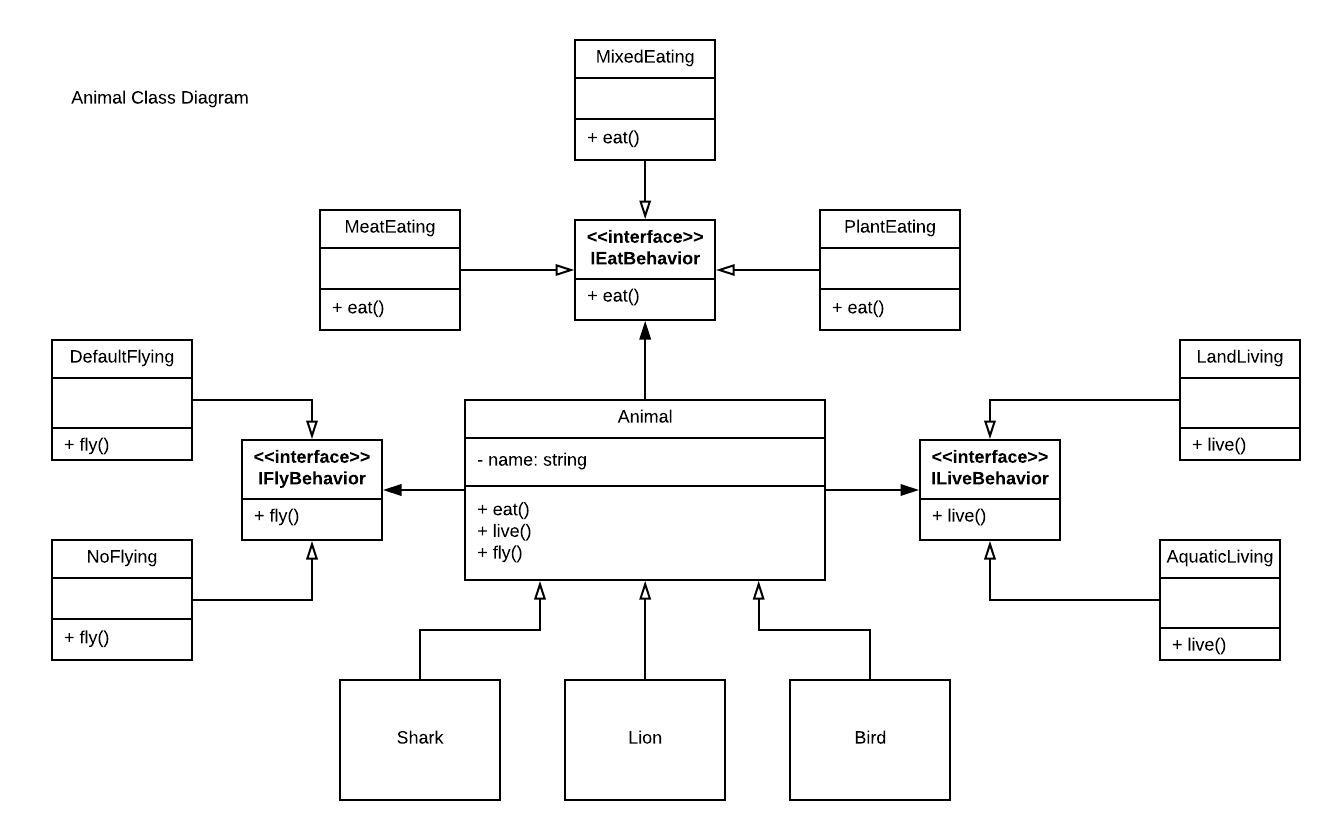 Animal Class Diagram
MixedEating
+ eat()
MeatEating
+ eat()
<<interface>>
IEatBehavior
+ eat()
PlantEating
+ eat()
DefaultFlying
+ fly()
<<interface>>
IFlyBehavior
+ fly()
NoFlying
+ fly()
Animal
- name: string
+ eat()
+ live()
+ fly()
<<interface>>
ILiveBehavior
+ live()
LandLiving
+ live()
AquaticLiving
+ live()
Shark
Lion
Bird